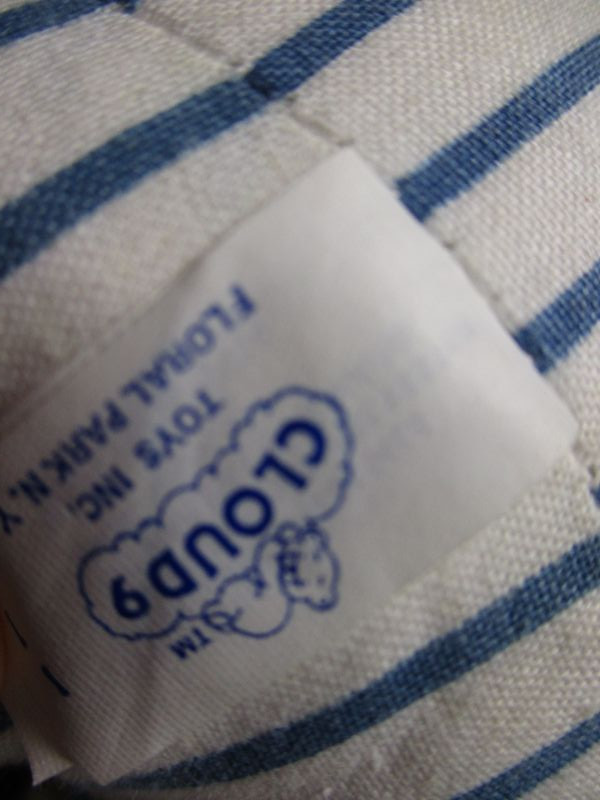 TM
CLOUD9
TOYS INC.
FLORAL PARK N.Y